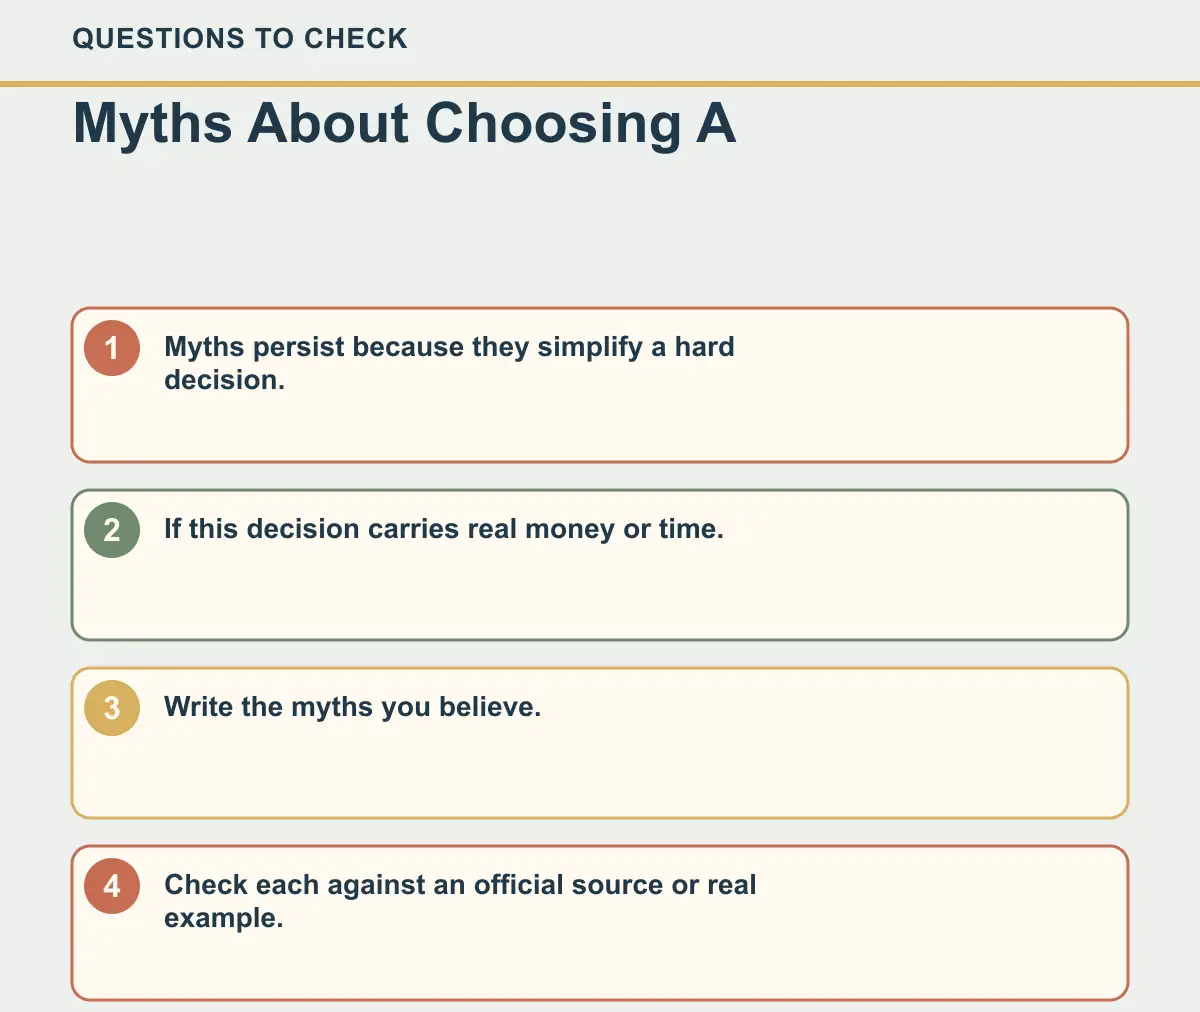 QUESTIONS TO CHECK
Myths About Choosing A
1
Myths persist because they simplify a hard
decision.
2
If this decision carries real money or time.
3
Write the myths you believe.
4
Check each against an official source or real
example.